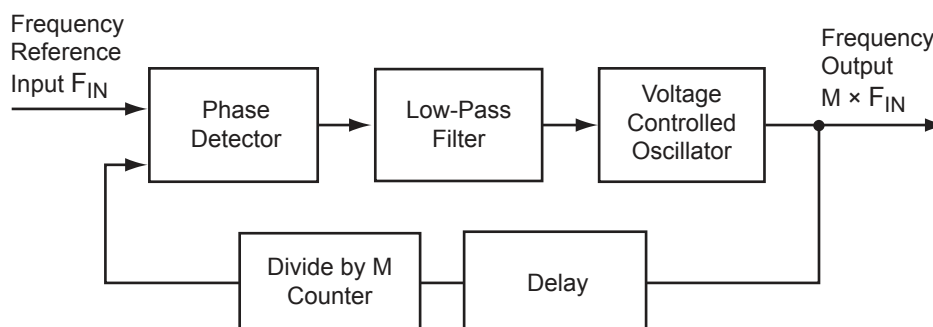 Frequency
Reference
Input F_IN
Phase
Detector
Low-Pass
Filter
Voltage
Controlled
Oscillator
Frequency
Output
M × F_IN
Divide by M
Counter
Delay